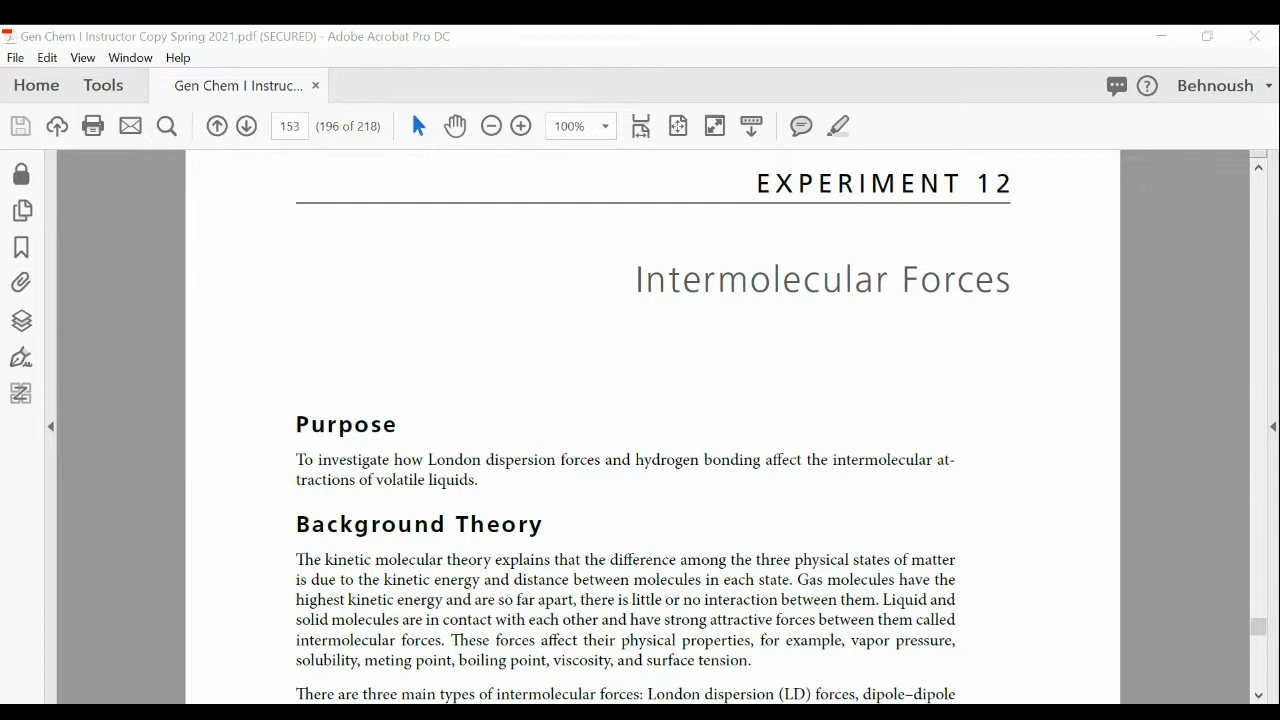 Gen Chem I Instructor Copy Spring 2021.pdf (SECURED) - Adobe Acrobat Pro DC
File Edit View Window Help
Home Tools Gen Chem I Instruc... × Behnoush
153 (196 of 218) 100%
EXPERIMENT 12
Intermolecular Forces
Purpose
To investigate how London dispersion forces and hydrogen bonding affect the intermolecular at-
tractions of volatile liquids.
Background Theory
The kinetic molecular theory explains that the difference among the three physical states of matter
is due to the kinetic energy and distance between molecules in each state. Gas molecules have the
highest kinetic energy and are so far apart, there is little or no interaction between them. Liquid and
solid molecules are in contact with each other and have strong attractive forces between them called
intermolecular forces. These forces affect their physical properties, for example, vapor pressure,
solubility, meting point, boiling point, viscosity, and surface tension.
There are three main types of intermolecular forces: London dispersion (LD) forces, dipole–dipole